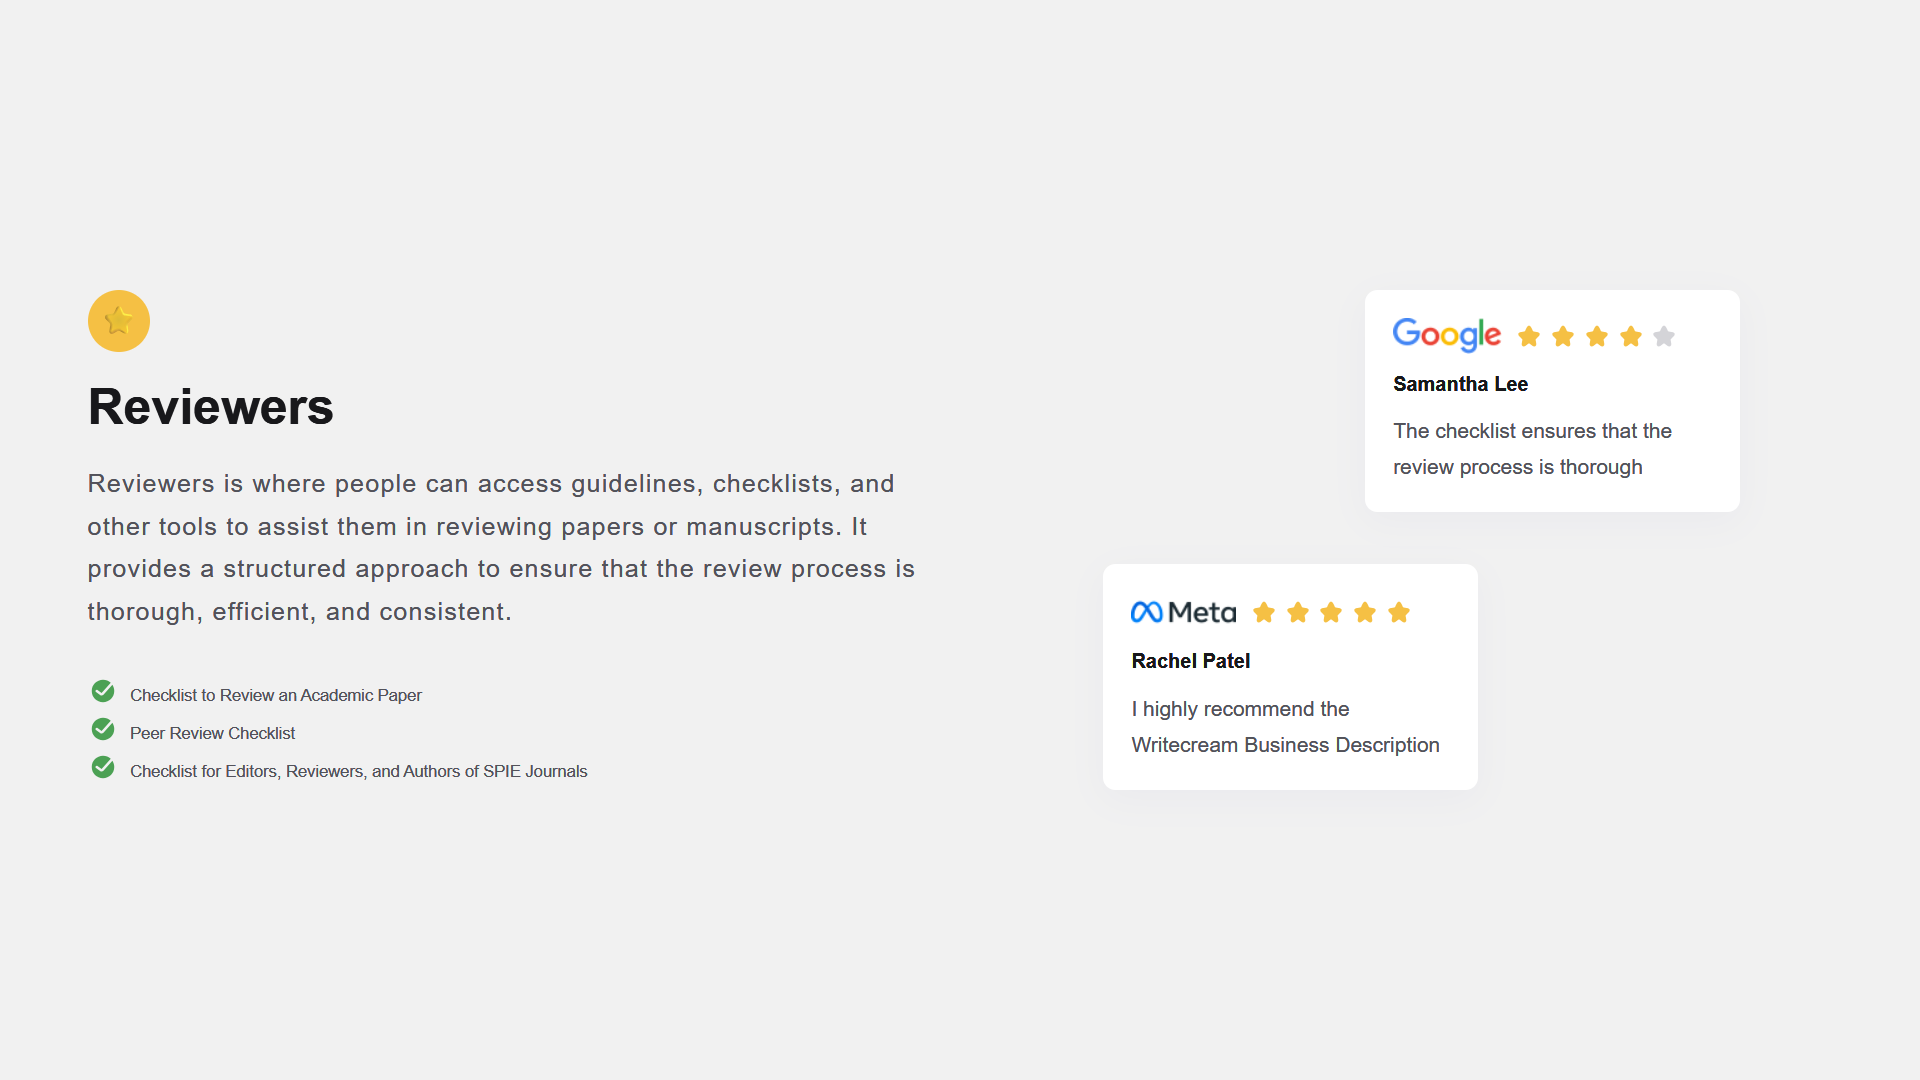 Reviewers
Reviewers is where people can access guidelines, checklists, and
other tools to assist them in reviewing papers or manuscripts. It
provides a structured approach to ensure that the review process is
thorough, efficient, and consistent.
Checklist to Review an Academic Paper
Peer Review Checklist
Checklist for Editors, Reviewers, and Authors of SPIE Journals
Google
Samantha Lee
The checklist ensures that the
review process is thorough
Meta
Rachel Patel
I highly recommend the
Writecream Business Description